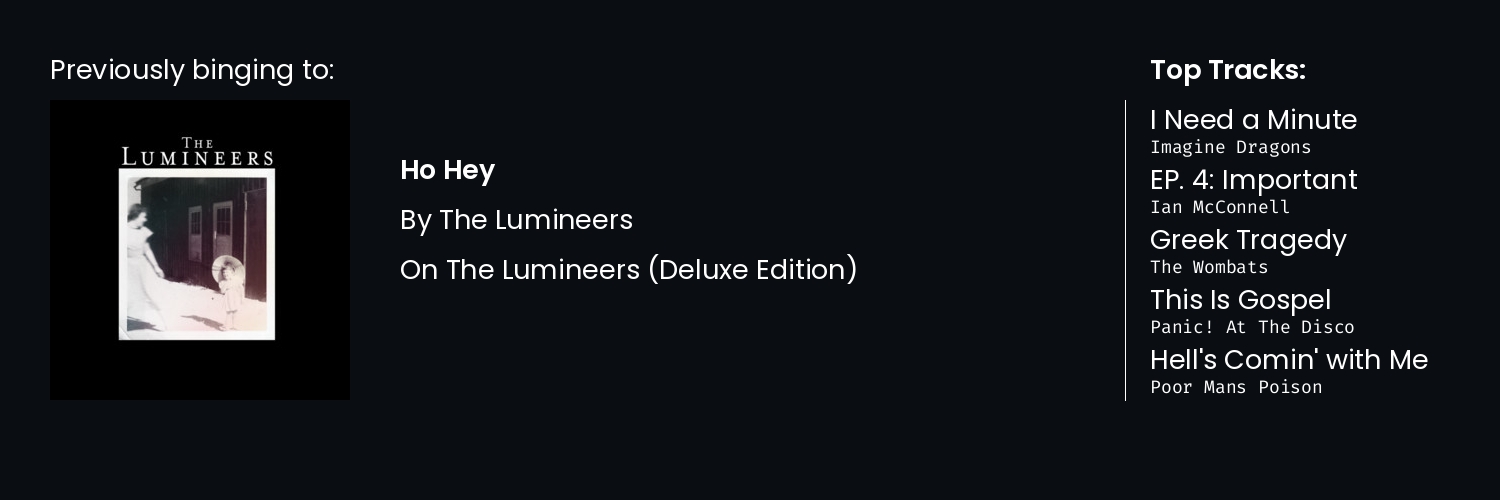 Previously binging to:
THE
LUMINEERS
Ho Hey
By The Lumineers
On The Lumineers (Deluxe Edition)
Top Tracks:
I Need a Minute
Imagine Dragons
EP. 4: Important
Ian McConnell
Greek Tragedy
The Wombats
This Is Gospel
Panic! At The Disco
Hell's Comin' with Me
Poor Mans Poison